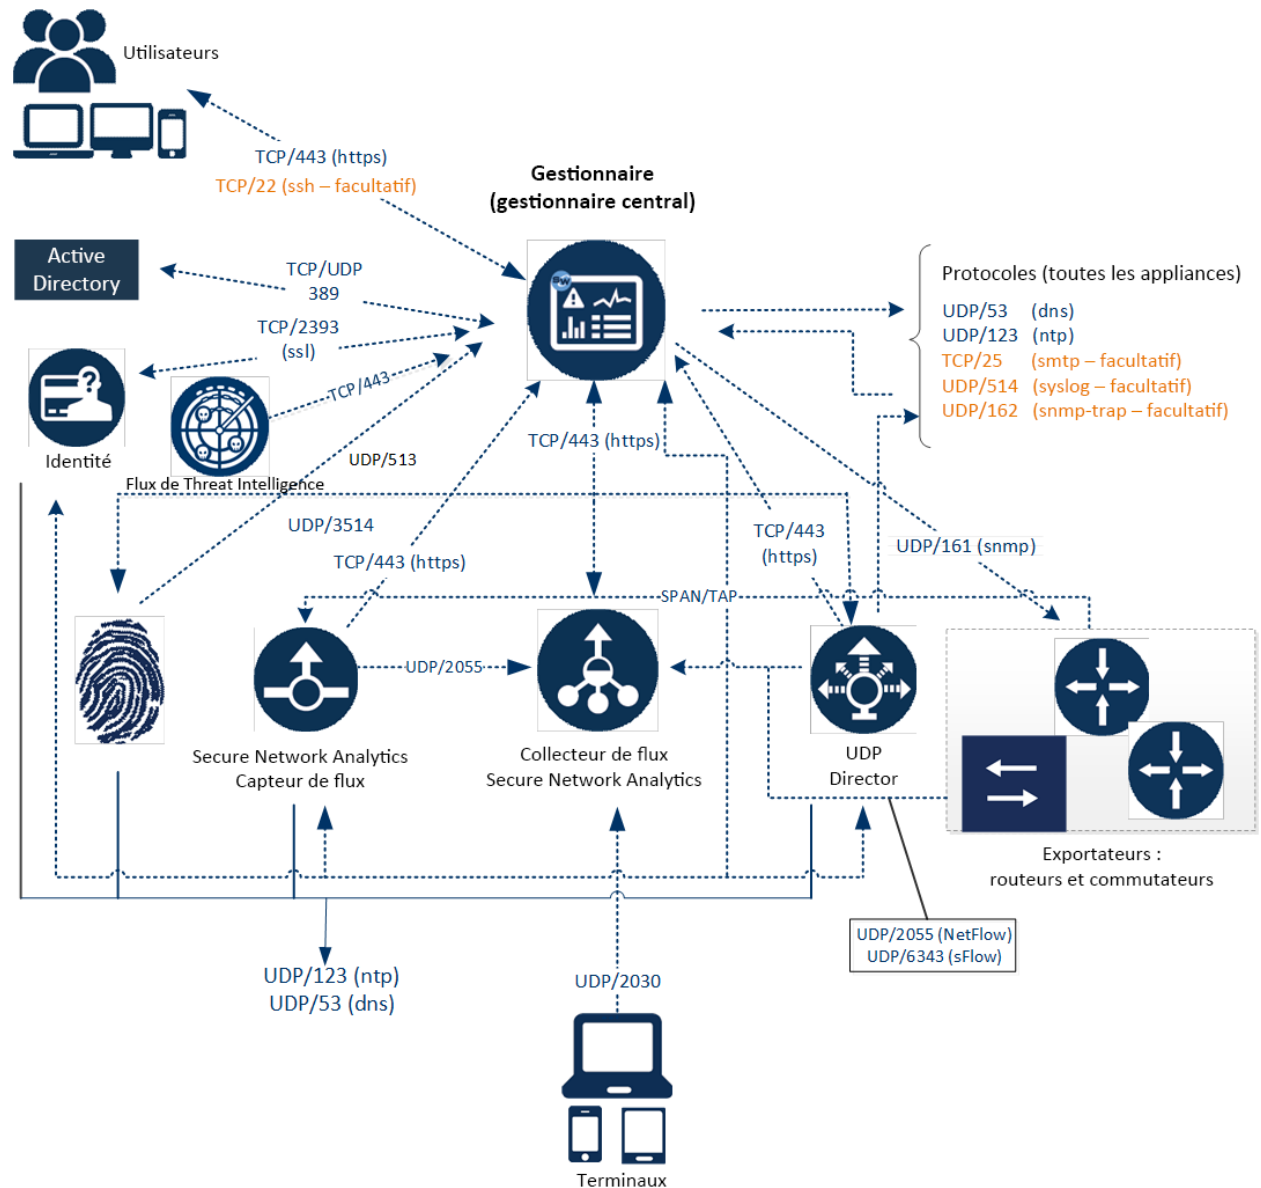 Utilisateurs
TCP/443 (https)
TCP/22 (ssh – facultatif)
Gestionnaire
(gestionnaire central)
Active
Directory
TCP/UDP
389
TCP/2393
(ssl)
TCP/443
Identité
Flux de Threat Intelligence
UDP/513
UDP/3514
TCP/443 (https)
TCP/443 (https)
TCP/443
(https)
Protocoles (toutes les appliances)
UDP/53 (dns)
UDP/123 (ntp)
TCP/25 (smtp – facultatif)
UDP/514 (syslog – facultatif)
UDP/162 (snmp-trap – facultatif)
UDP/161 (snmp)
SPAN/TAP
UDP/2055
Secure Network Analytics
Capteur de flux
Collecteur de flux
Secure Network Analytics
UDP
Director
Exportateurs :
routeurs et commutateurs
UDP/2055 (NetFlow)
UDP/6343 (sFlow)
UDP/123 (ntp)
UDP/53 (dns)
UDP/2030
Terminaux